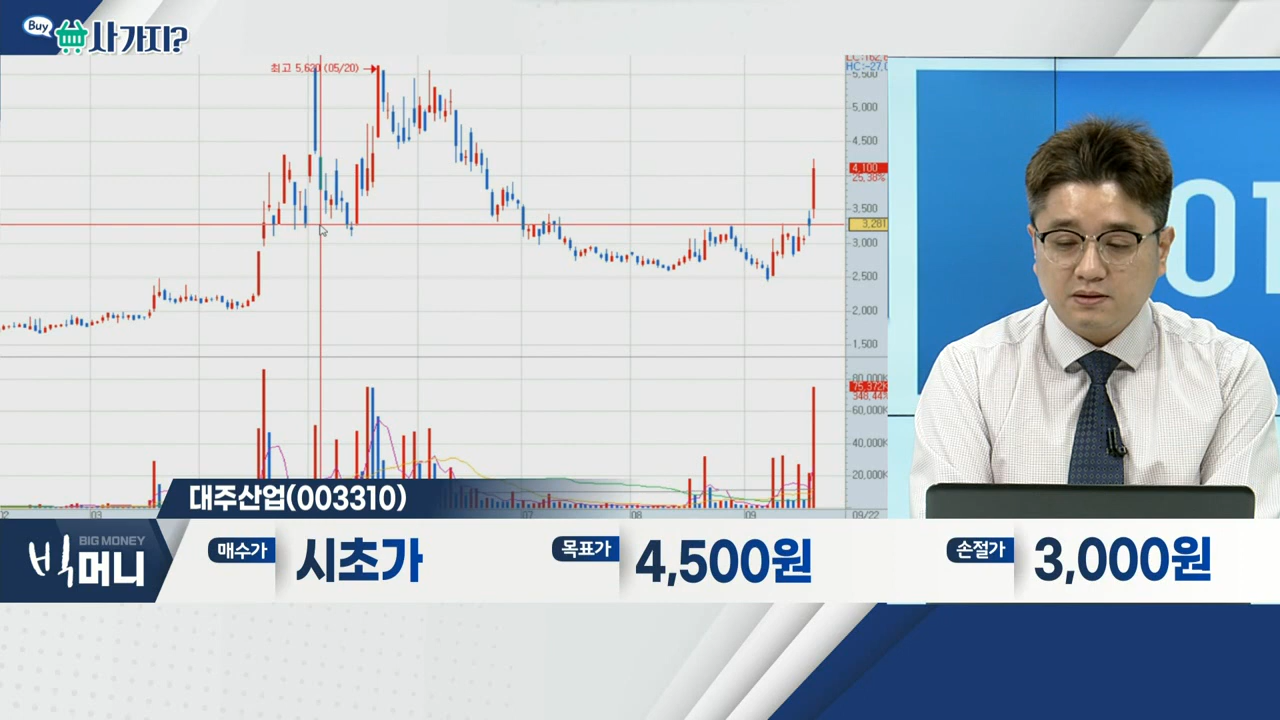 Buy
사 가지?
최고 5,630 (05/20)
5,500
5,000
4,500
4,100
25.38%
3,500
3,281
3,000
2,500
2,000
1,500
80,000K
75,372K
348.44%
60,000K
40,000K
20,000K
03
07
08
09
09/22
01
대주산업(003310)
BIG MONEY
빅머니
매수가
시초가
목표가
4,500원
손절가
3,000원